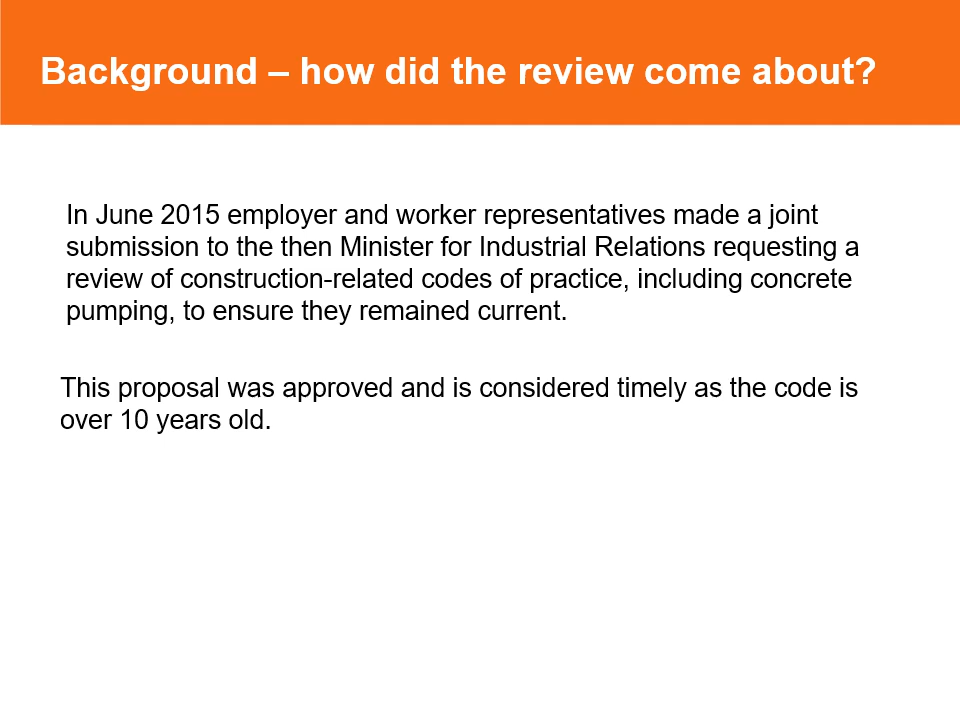 Background – how did the review come about?
In June 2015 employer and worker representatives made a joint
submission to the then Minister for Industrial Relations requesting a
review of construction-related codes of practice, including concrete
pumping, to ensure they remained current.
This proposal was approved and is considered timely as the code is
over 10 years old.